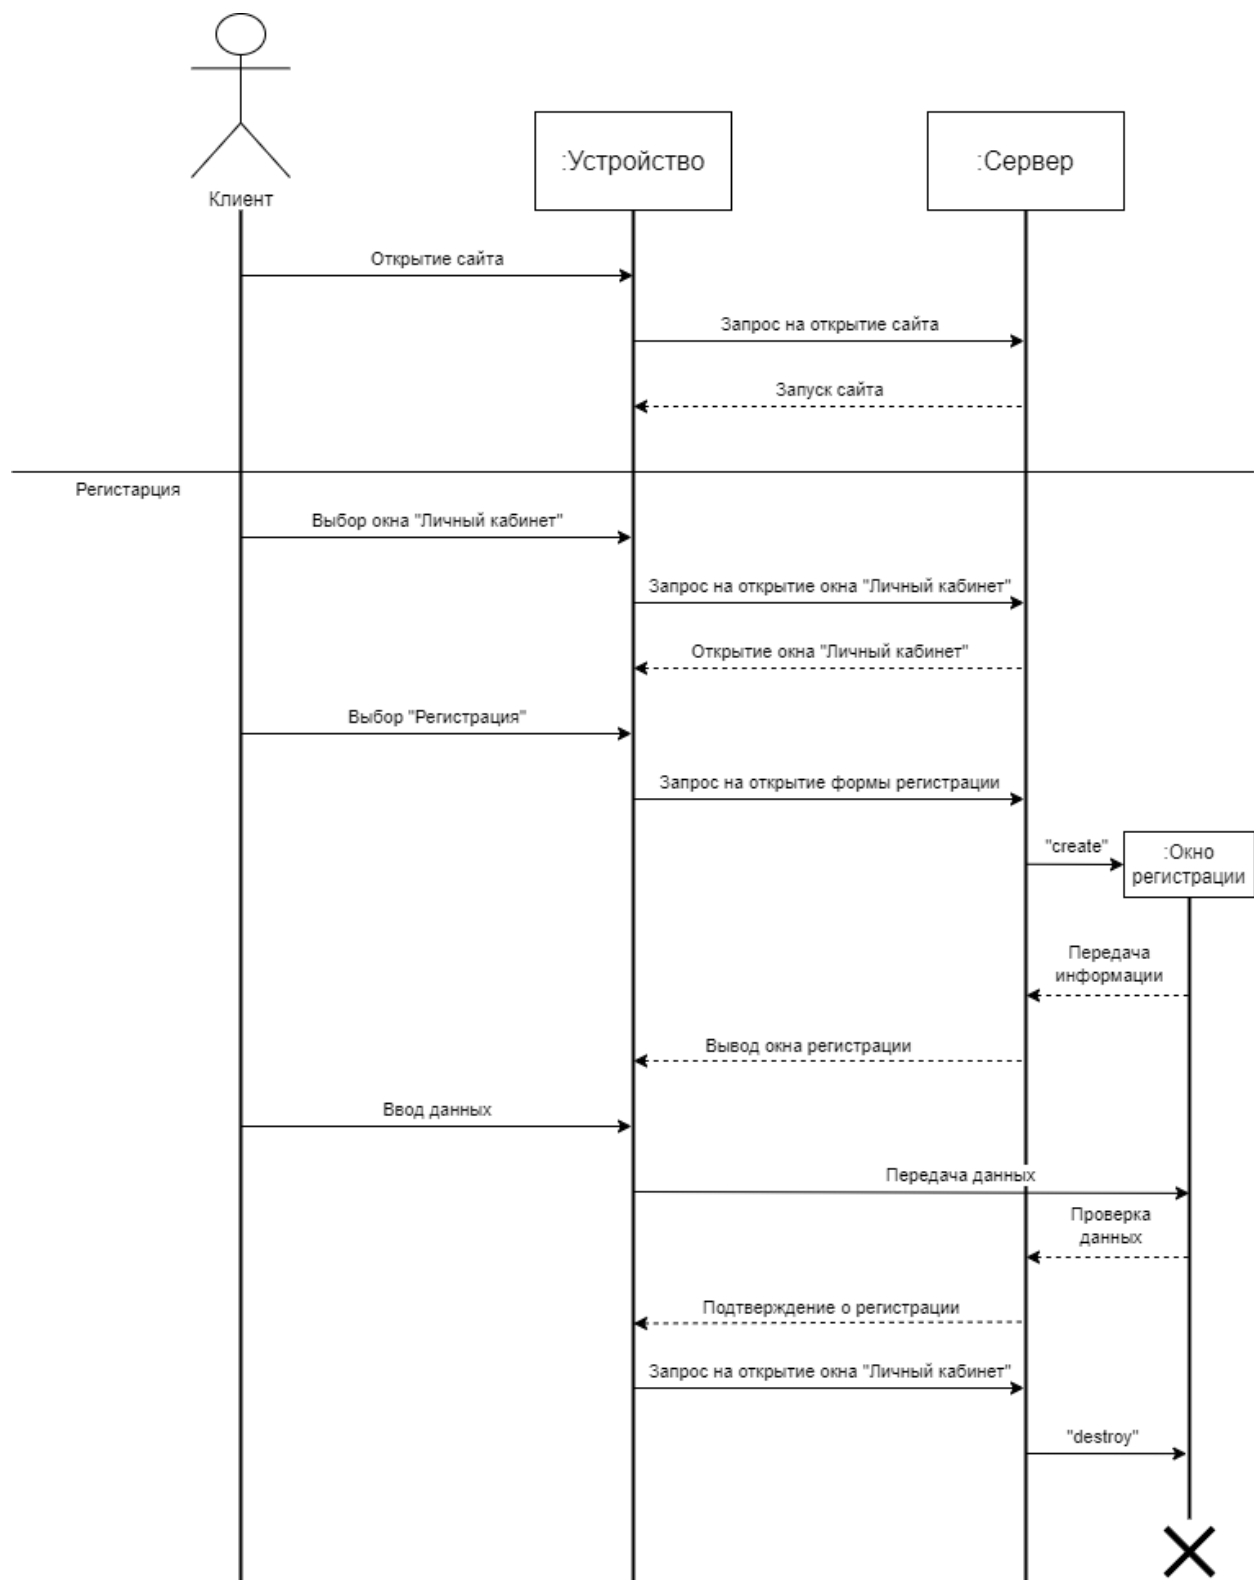 Клиент
:Устройство
:Сервер
Открытие сайта
Запрос на открытие сайта
Запуск сайта
Регистарция
Выбор окна "Личный кабинет"
Запрос на открытие окна "Личный кабинет"
Открытие окна "Личный кабинет"
Выбор "Регистрация"
Запрос на открытие формы регистрации
"create"
:Окно
регистрации
Передача
информации
Вывод окна регистрации
Ввод данных
Передача данных
Проверка
данных
Подтверждение о регистрации
Запрос на открытие окна "Личный кабинет"
"destroy"